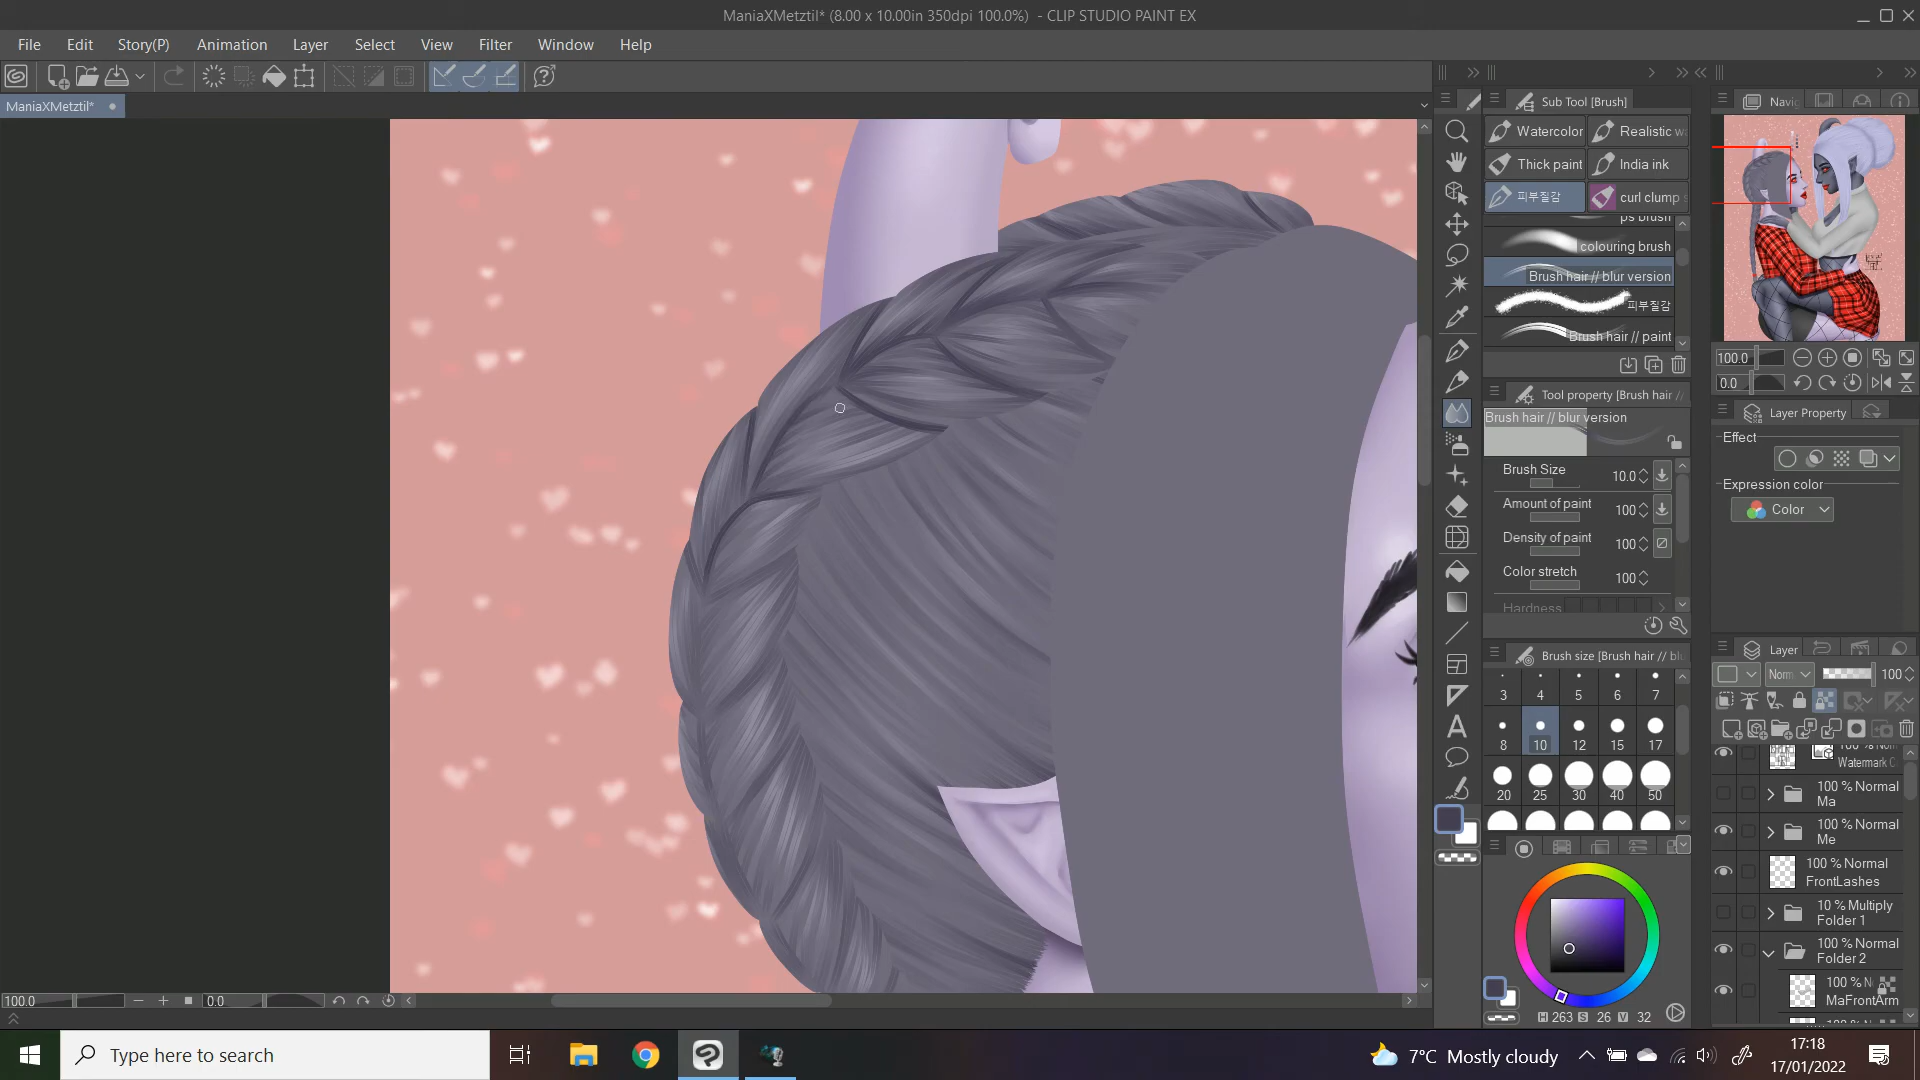 ManiaXMetztil* (8.00 x 10.00in 350dpi 100.0%) - CLIP STUDIO PAINT EX
File Edit Story(P) Animation Layer Select View Filter Window Help
ManiaXMetztil*
Sub Tool [Brush]
Navig
Watercolor
Realistic w
Thick paint
India ink
피부질감
curl clump s
ps brush
colouring brush
Brush hair // blur version
피부질감
Brush hair // paint
100.0
0.0
Tool property [Brush hair //
Brush hair // blur version
Brush Size 10.0
Amount of paint 100
Density of paint 100
Color stretch 100
Hardness
Layer Property
Effect
Expression color
Color
Brush size [Brush hair // bl
3 4 5 6 7
8 10 12 15 17
20 25 30 40 50
H 263 S 26 V 32
Layer
Norm 100
Watermark C
100 % Normal
Ma
100 % Normal
Me
100 % Normal
FrontLashes
10 % Multiply
Folder 1
100 % Normal
Folder 2
100 % N
MaFrontArm
100.0
0.0
Type here to search
7°C Mostly cloudy
17:18
17/01/2022